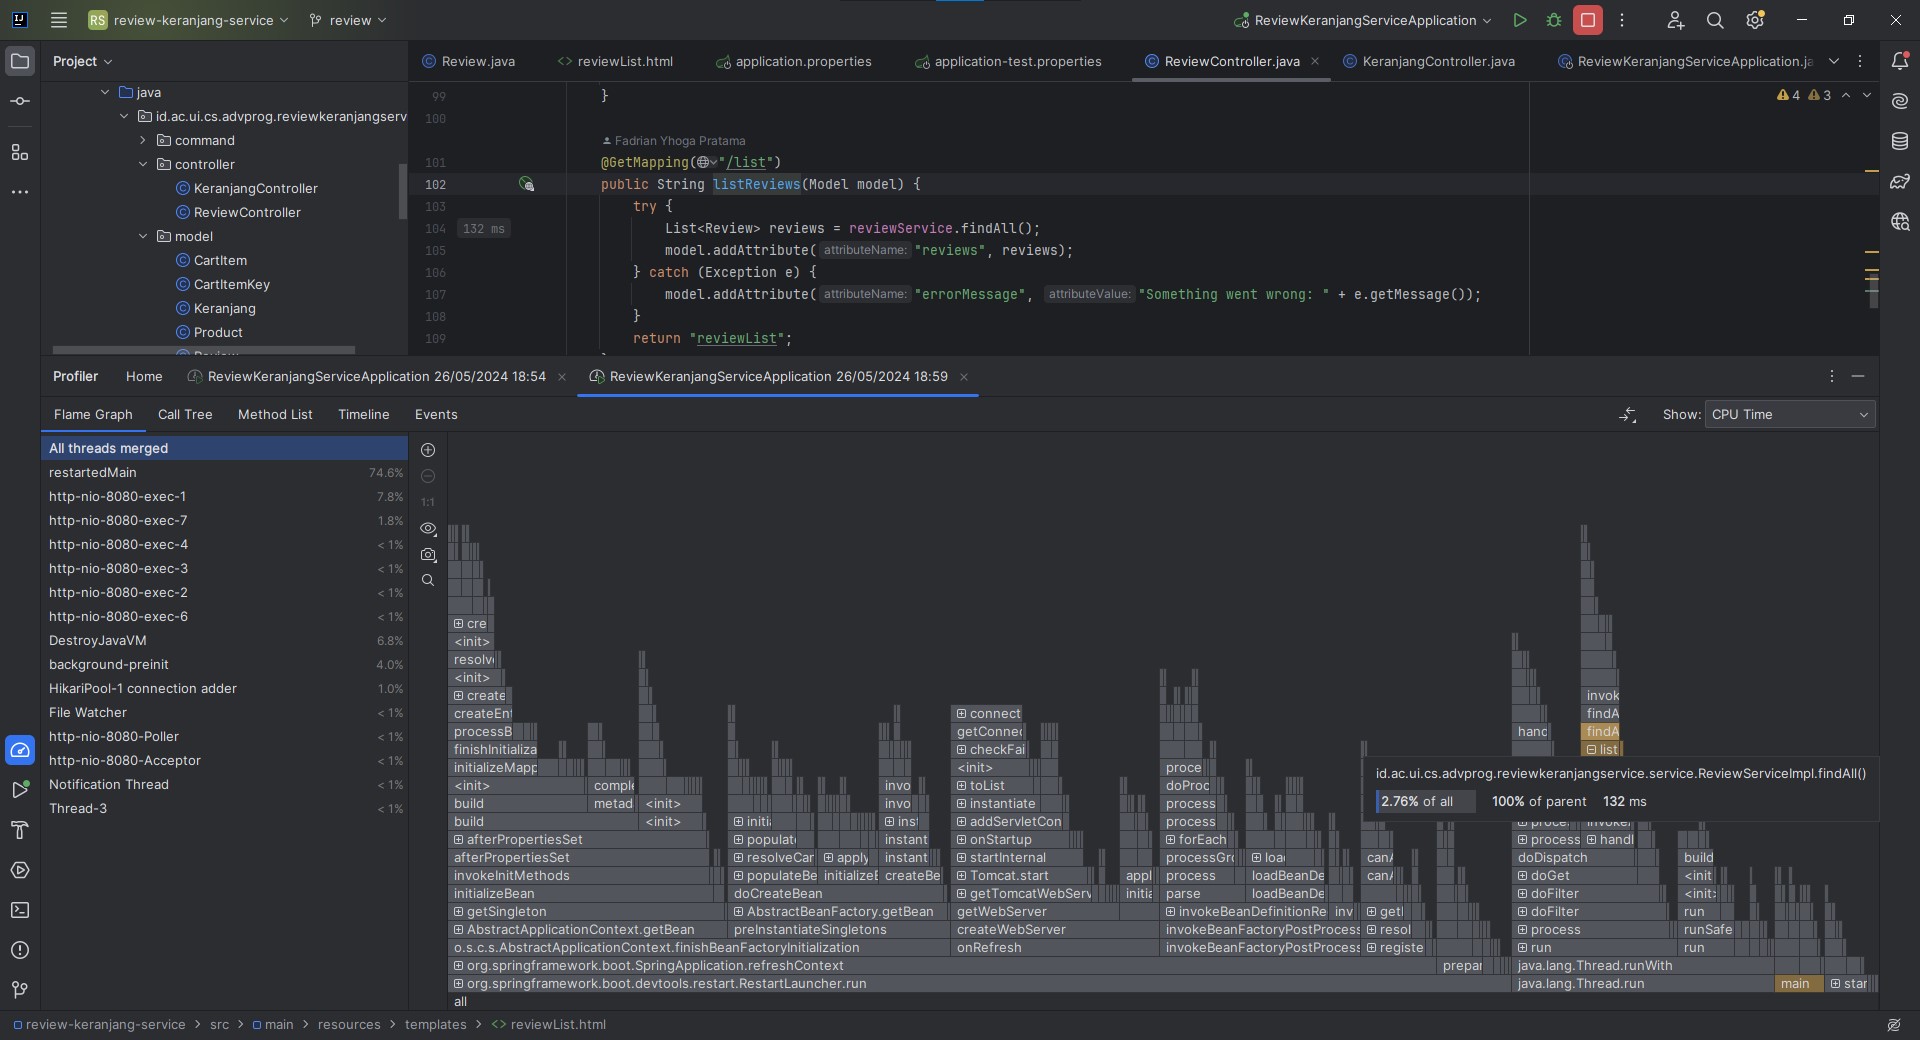 RS review-keranjang-service review ReviewKeranjangServiceApplication
Project
java
id.ac.ui.cs.advprog.reviewkeranjangserv
command
controller
KeranjangController
ReviewController
model
CartItem
CartItemKey
Keranjang
Product
Review.java reviewList.html application.properties application-test.properties ReviewController.java KeranjangController.java ReviewKeranjangServiceApplication.ja
4 3
99 }
100
Fadrian Yhoga Pratama
101 @GetMapping("/list")
102 public String listReviews(Model model) {
103 try {
104 132 ms List<Review> reviews = reviewService.findAll();
105 model.addAttribute( attributeName: "reviews", reviews);
106 } catch (Exception e) {
107 model.addAttribute( attributeName: "errorMessage", attributeValue: "Something went wrong: " + e.getMessage());
108 }
109 return "reviewList";
Profiler Home ReviewKeranjangServiceApplication 26/05/2024 18:54 ReviewKeranjangServiceApplication 26/05/2024 18:59
Flame Graph Call Tree Method List Timeline Events Show: CPU Time
All threads merged
restartedMain 74.6%
http-nio-8080-exec-1 7.8%
http-nio-8080-exec-7 1.8%
http-nio-8080-exec-4 < 1%
http-nio-8080-exec-3 < 1%
http-nio-8080-exec-2 < 1%
http-nio-8080-exec-6 < 1%
DestroyJavaVM 6.8%
background-preinit 4.0%
HikariPool-1 connection adder 1.0%
File Watcher < 1%
http-nio-8080-Poller < 1%
http-nio-8080-Acceptor < 1%
Notification Thread < 1%
Thread-3 < 1%
1:1
cre
<init>
resolv
<init>
create invok
createEnt connect findA
processB getConnec hand findA
finishInitializa checkFai list
initializeMapp <init> proce
<init> comple invo toList doProc
build metad <init> invo instantiate process
build <init> initia inst addServletCon process
afterPropertiesSet populate instant onStartup forEach process handl
afterPropertiesSet resolveCar apply instant startInternal processGro loa canA doDispatch build
invokeInitMethods populateBe initializeB createBe Tomcat.start appl process loadBeanDe canA doGet <init
initializeBean doCreateBean getTomcatWebServ initia parse loadBeanDe doFilter <init>
getSingleton AbstractBeanFactory.getBean getWebServer invokeBeanDefinitionRe inv getl doFilter run
AbstractApplicationContext.getBean preInstantiateSingletons createWebServer invokeBeanFactoryPostProcess resol process runSafe
o.s.c.s.AbstractApplicationContext.finishBeanFactoryInitialization onRefresh invokeBeanFactoryPostProcess registe run run
org.springframework.boot.SpringApplication.refreshContext prepar java.lang.Thread.runWith
org.springframework.boot.devtools.restart.RestartLauncher.run java.lang.Thread.run main star
all
id.ac.ui.cs.advprog.reviewkeranjangservice.service.ReviewServiceImpl.findAll()
2.76% of all 100% of parent 132 ms
review-keranjang-service > src > main > resources > templates > reviewList.html